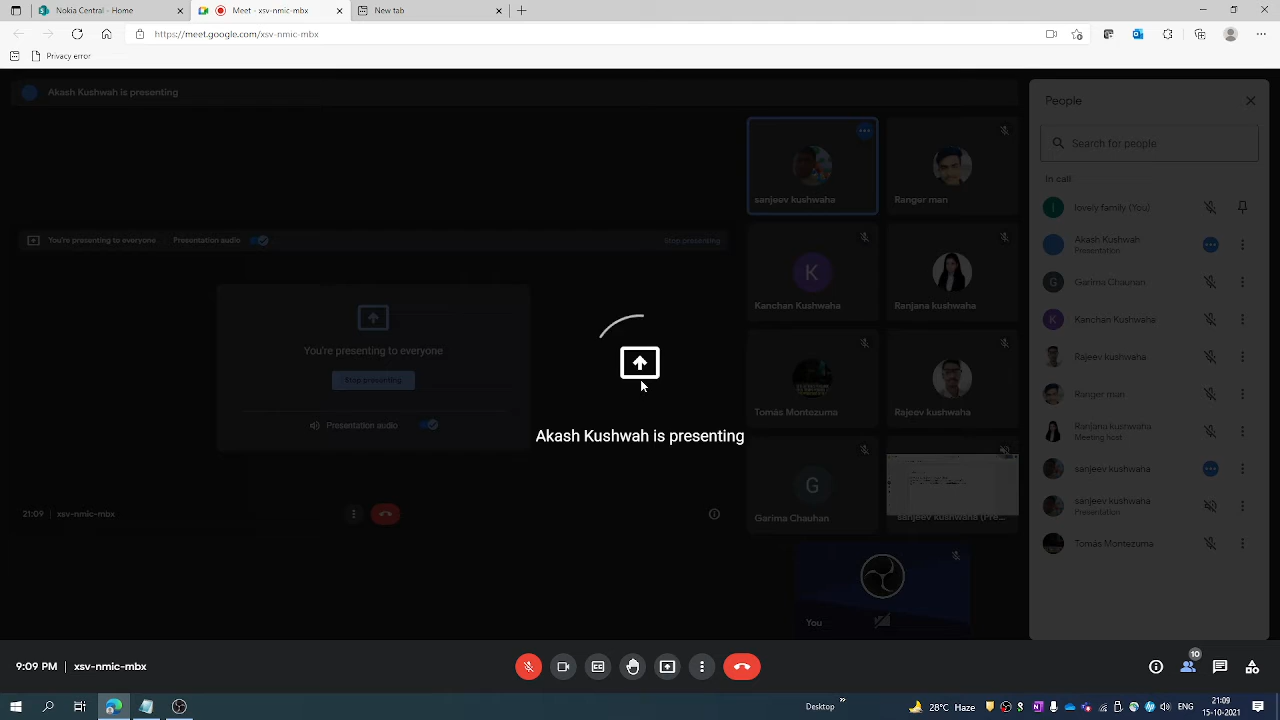 Nokia Central - Home
Meet - xsv-nmic-mbx
New Tab
https://meet.google.com/xsv-nmic-mbx
Privacy error
Akash Kushwah is presenting
You're presenting to everyone
Presentation audio
Stop presenting
You're presenting to everyone
Stop presenting
Presentation audio
21:09 | xsv-nmic-mbx
Akash Kushwah is presenting
sanjeev kushwaha
Ranger man
Kanchan Kushwaha
Ranjana kushwaha
Tomás Montezuma
Rajeev kushwaha
K
G
Garima Chauhan
sanjeev kushwaha (Pre...
You
People
Search for people
In call
lovely family (You)
Akash Kushwah
Presentation
Garima Chauhan
Kanchan Kushwaha
Rajeev kushwaha
Ranger man
Ranjana kushwaha
Meeting host
sanjeev kushwaha
sanjeev kushwaha
Presentation
Tomás Montezuma
9:09 PM | xsv-nmic-mbx
10
Desktop
28°C Haze
ENG
21:09
15-10-2021